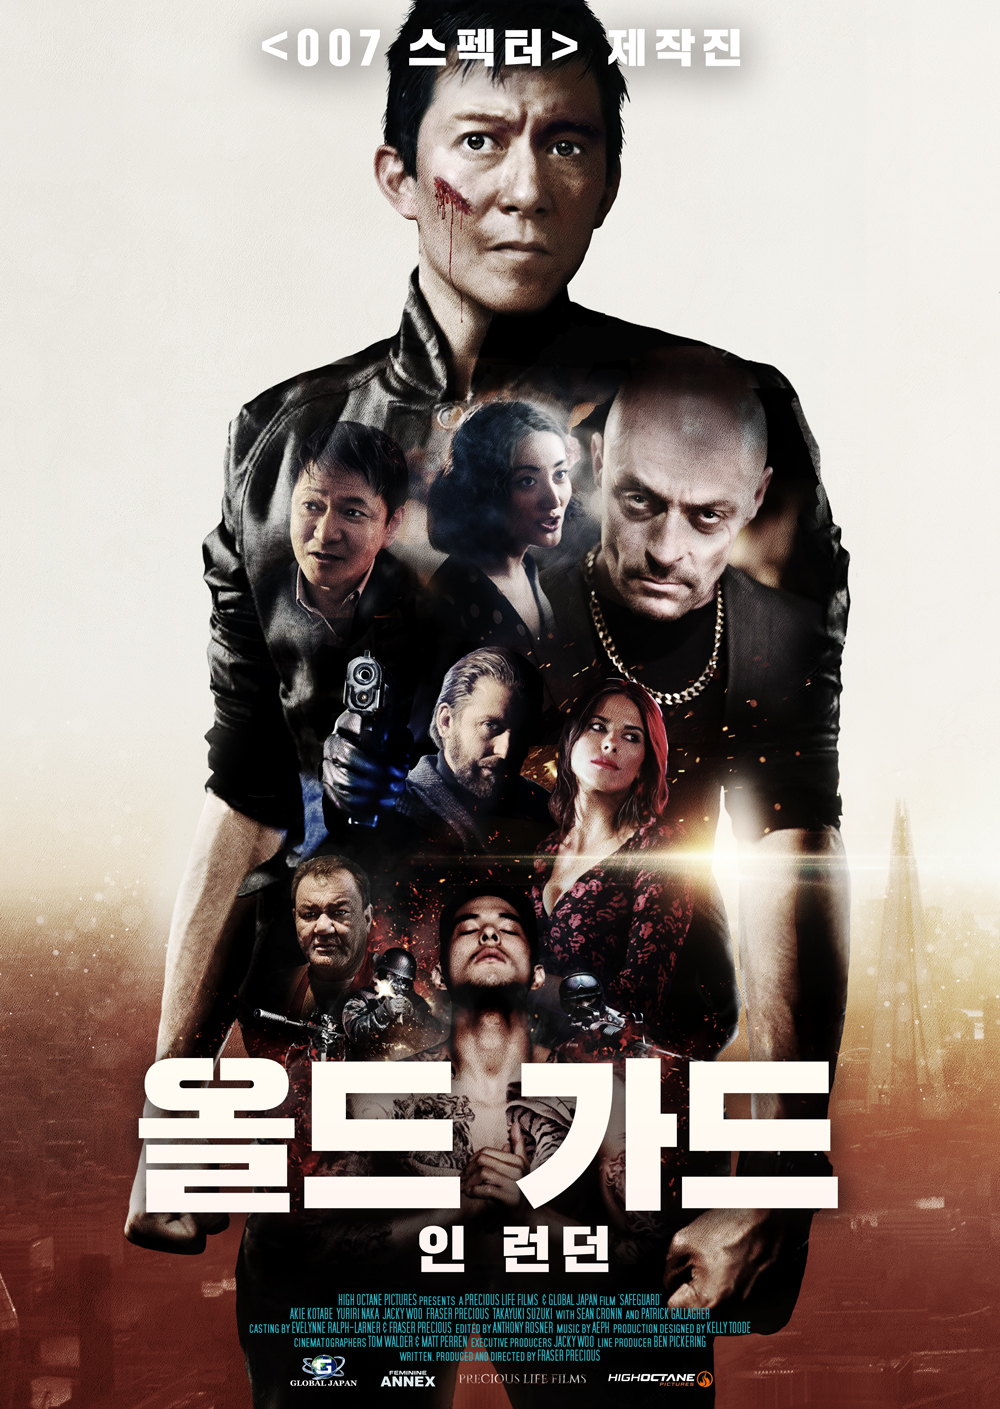 <007 스펙터> 제작진
올드 가드
인 런던
HIGH OCTANE PICTURES PRESENTS A PRECIOUS LIFE FILMS & GLOBAL JAPAN FILM 'SAFEGUARD'
AKIE KOTABE YURIRI NAKA JACKY WOO FRASER PRECIOUS TAKAYUKI SUZUKI WITH SEAN CRONIN AND PATRICK GALLAGHER
CASTING BY EVELYNNE RALPH-LARNER & FRASER PRECIOUS EDITED BY ANTHONY ROSNER MUSIC BY AEPH PRODUCTION DESIGNED BY KELLY TOODE
CINEMATOGRAPHERS TOM WALDER & MATT PERREN EXECUTIVE PRODUCERS JACKY WOO LINE PRODUCER BEN PICKERING
WRITTEN, PRODUCED AND DIRECTED BY FRASER PRECIOUS
G
GLOBAL JAPAN
FEMININE
ANNEX
PRECIOUS LIFE FILMS
HIGHOCTANE
PICTURES